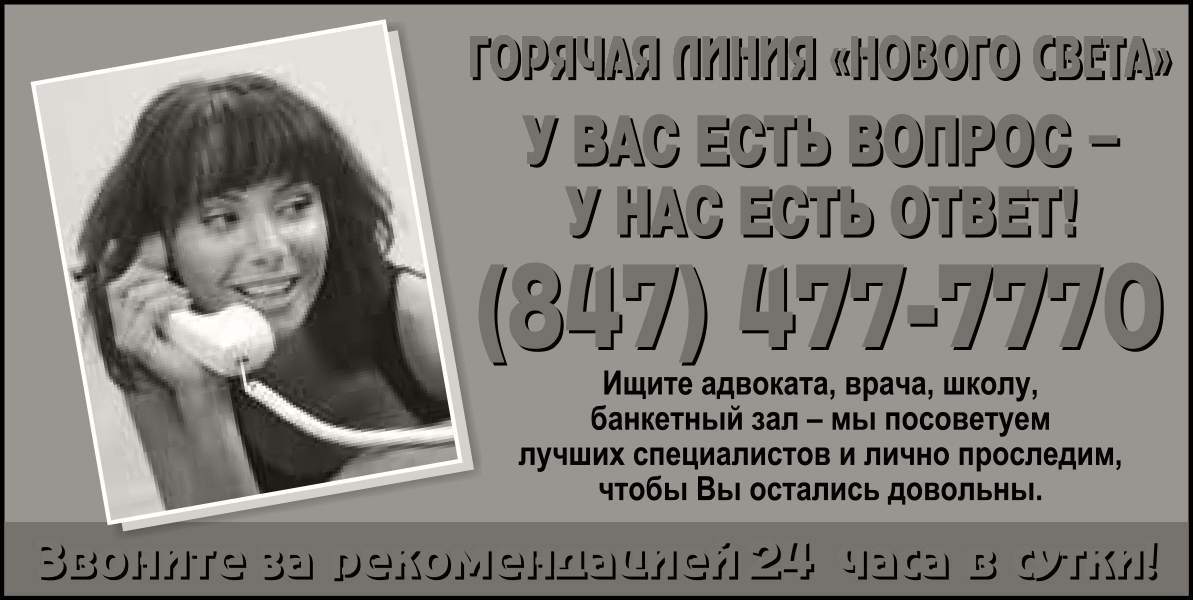 ГОРЯЧАЯ ЛИНИЯ «НОВОГО СВЕТА»
У ВАС ЕСТЬ ВОПРОС –
У НАС ЕСТЬ ОТВЕТ!
(847) 477-7770
Ищите адвоката, врача, школу,
банкетный зал – мы посоветуем
лучших специалистов и лично проследим,
чтобы Вы остались довольны.
Звоните за рекомендацией 24 часа в сутки!